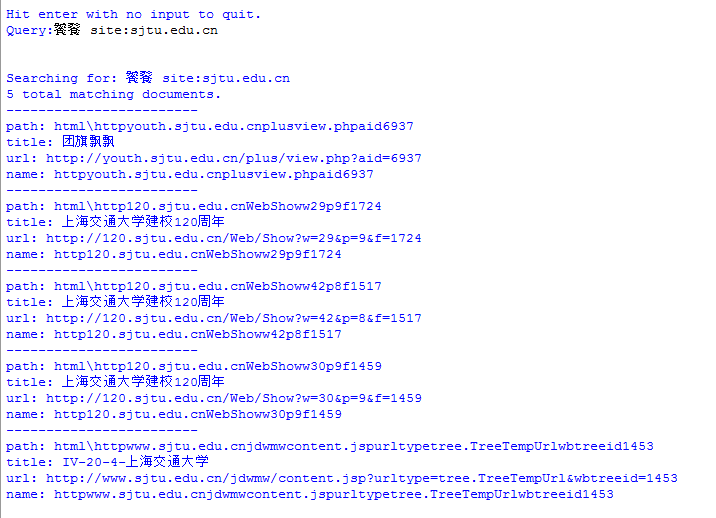 Hit enter with no input to quit.
Query:饕餮 site:sjtu.edu.cn
Searching for: 饕餮 site:sjtu.edu.cn
5 total matching documents.
------------------------
path: html\httpyouth.sjtu.edu.cnplusview.phpaid6937
title: 团旗飘飘
url: http://youth.sjtu.edu.cn/plus/view.php?aid=6937
name: httpyouth.sjtu.edu.cnplusview.phpaid6937
------------------------
path: html\http120.sjtu.edu.cnWebShoww29p9f1724
title: 上海交通大学建校120周年
url: http://120.sjtu.edu.cn/Web/Show?w=29&p=9&f=1724
name: http120.sjtu.edu.cnWebShoww29p9f1724
------------------------
path: html\http120.sjtu.edu.cnWebShoww42p8f1517
title: 上海交通大学建校120周年
url: http://120.sjtu.edu.cn/Web/Show?w=42&p=8&f=1517
name: http120.sjtu.edu.cnWebShoww42p8f1517
------------------------
path: html\http120.sjtu.edu.cnWebShoww30p9f1459
title: 上海交通大学建校120周年
url: http://120.sjtu.edu.cn/Web/Show?w=30&p=9&f=1459
name: http120.sjtu.edu.cnWebShoww30p9f1459
------------------------
path: html\httpwww.sjtu.edu.cnjdwmwcontent.jspurltypetree.TreeTempUrlwbtreeid1453
title: IV-20-4-上海交通大学
url: http://www.sjtu.edu.cn/jdwmw/content.jsp?urltype=tree.TreeTempUrl&wbtreeid=1453
name: httpwww.sjtu.edu.cnjdwmwcontent.jspurltypetree.TreeTempUrlwbtreeid1453